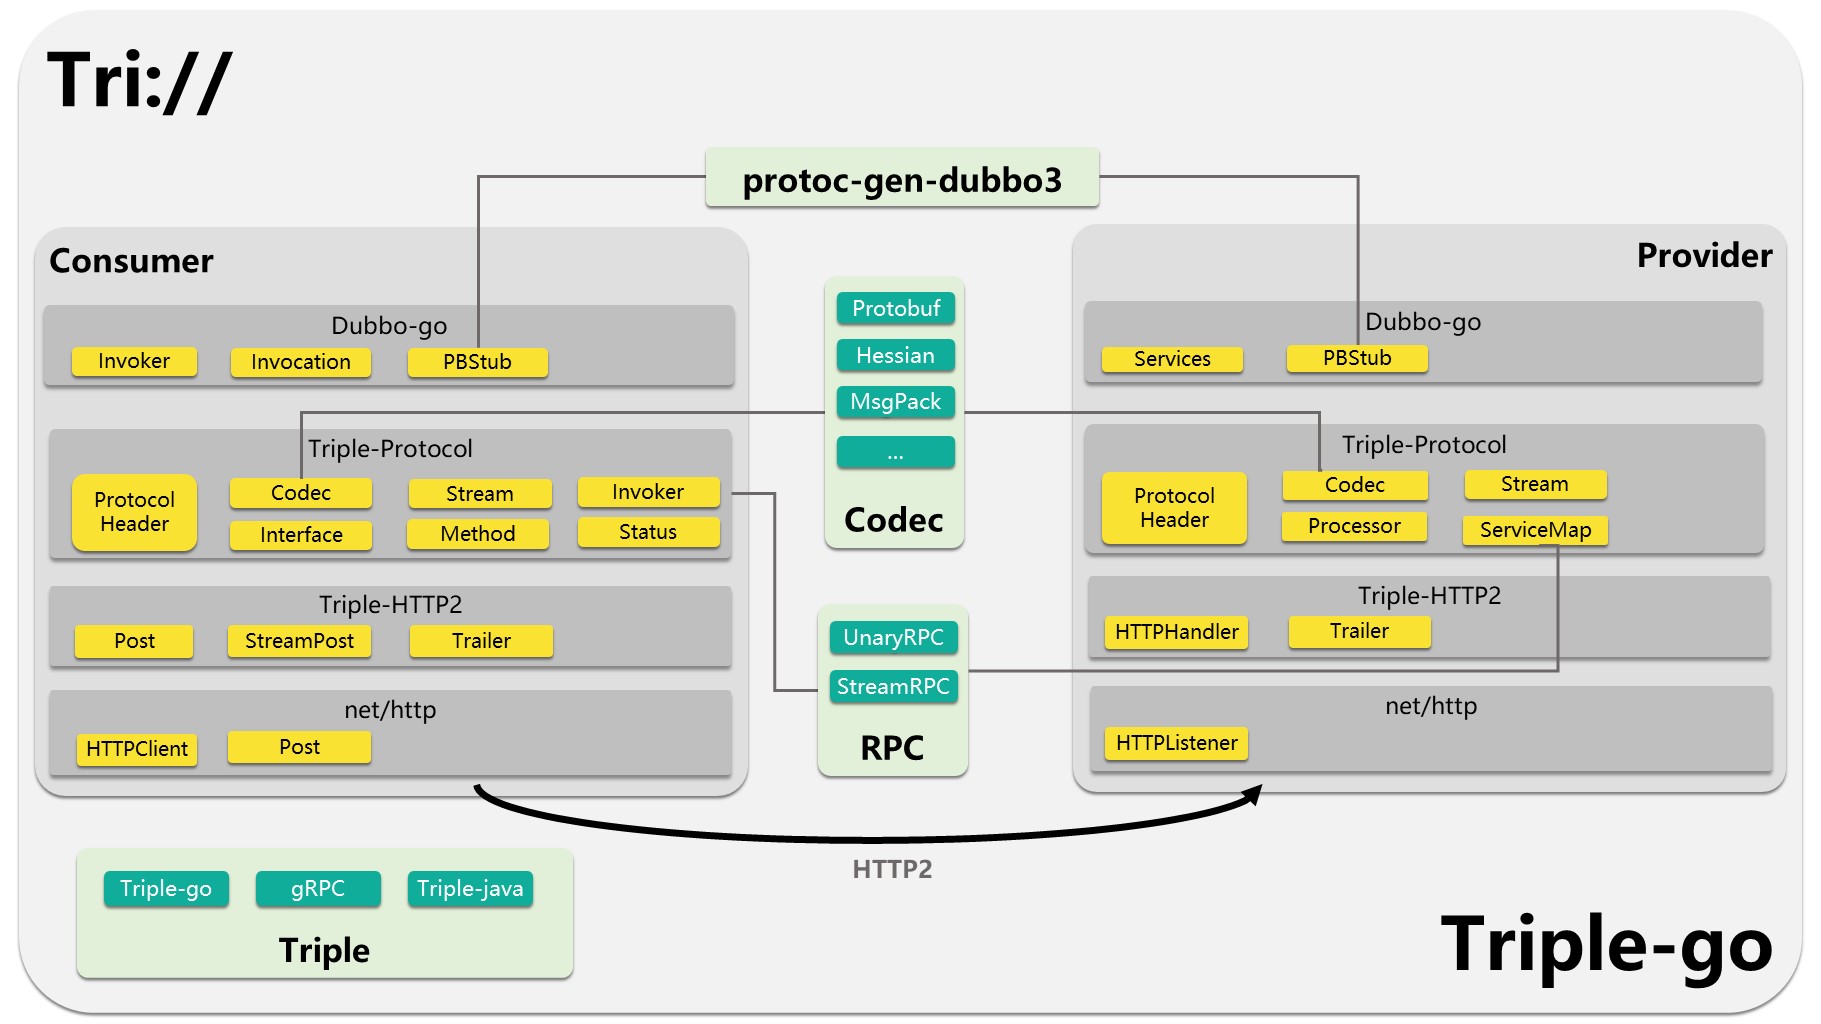 Tri://
protoc-gen-dubbo3
Consumer
Dubbo-go
Invoker
Invocation
PBStub
Triple-Protocol
Protocol
Header
Codec
Stream
Invoker
Interface
Method
Status
Triple-HTTP2
Post
StreamPost
Trailer
net/http
HTTPClient
Post
Protobuf
Hessian
MsgPack
...
Codec
UnaryRPC
StreamRPC
RPC
Provider
Dubbo-go
Services
PBStub
Triple-Protocol
Protocol
Header
Codec
Stream
Processor
ServiceMap
Triple-HTTP2
HTTPHandler
Trailer
net/http
HTTPListener
HTTP2
Triple-go
gRPC
Triple-java
Triple
Triple-go